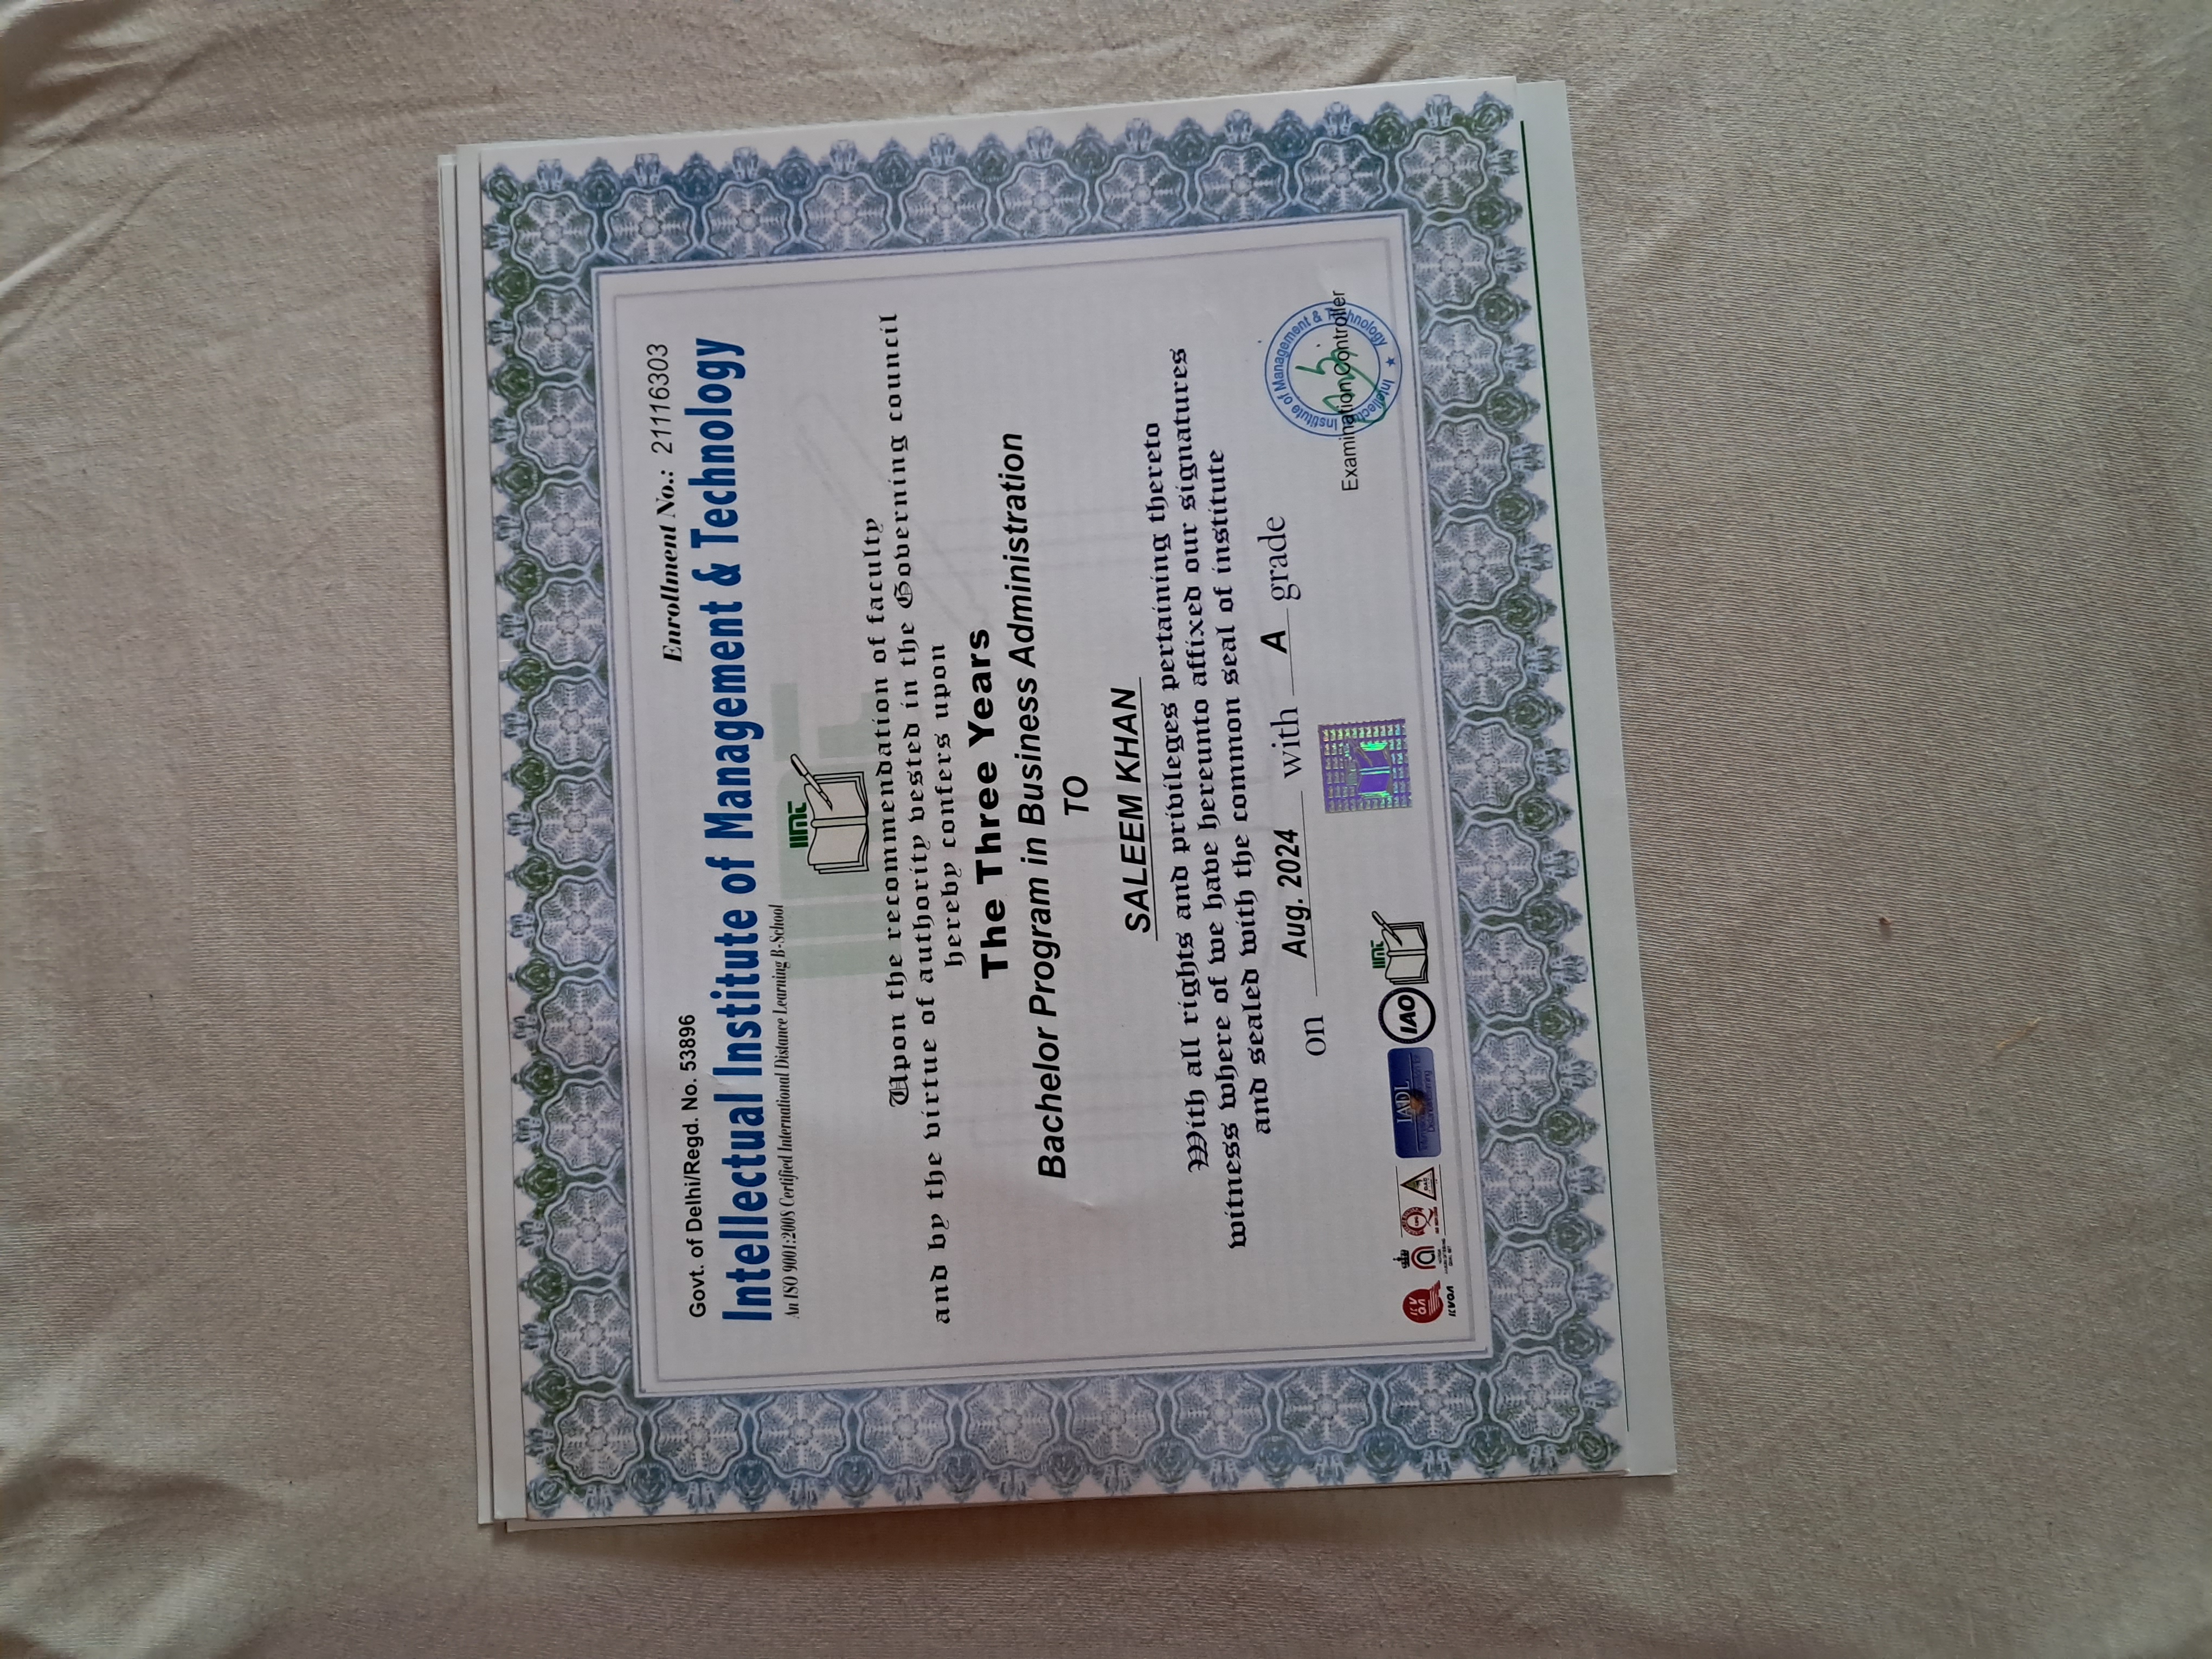 Enrollment No.: 21116303
Govt. of Delhi/Regd. No. 53896
Intellectual Institute of Management & Technology
An ISO 9001:2008 Certified International Distance Learning B-School
iimt
Upon the recommendation of faculty
and by the virtue of authority vested in the Governing council
hereby confers upon
The Three Years
Bachelor Program in Business Administration
TO
SALEEM KHAN
With all rights and privileges pertaining thereto
witness where of we have hereunto affixed our signatures
and sealed with the common seal of institute
on Aug. 2024 with A grade
Institute of Management & Technology ★ Intellectual
Examination Controller
IADL
IAO
iimt